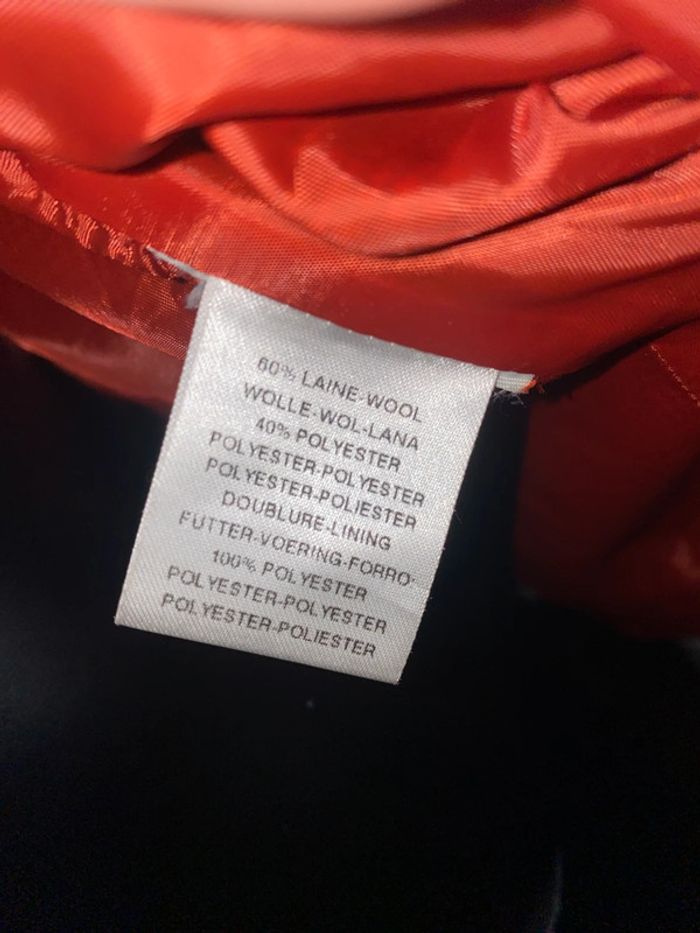 60% LAINE-WOOL
WOLLE-WOL-LANA
40% POLYESTER
POLYESTER-POLYESTER
POLYESTER-POLIESTER
DOUBLURE-LINING
FUTTER-VOERING-FORRO-
100% POLYESTER
POLYESTER-POLYESTER
POLYESTER-POLIESTER